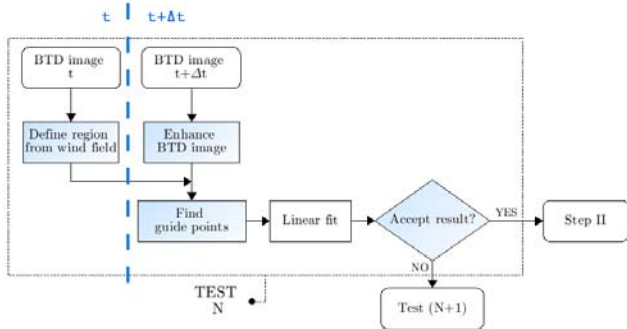 t t+Δt
BTD image
t
BTD image
t+Δt
Define region
from wind field
Enhance
BTD image
Find
guide points
Linear fit
Accept result?
YES
Step II
NO
TEST
N
Test (N+1)